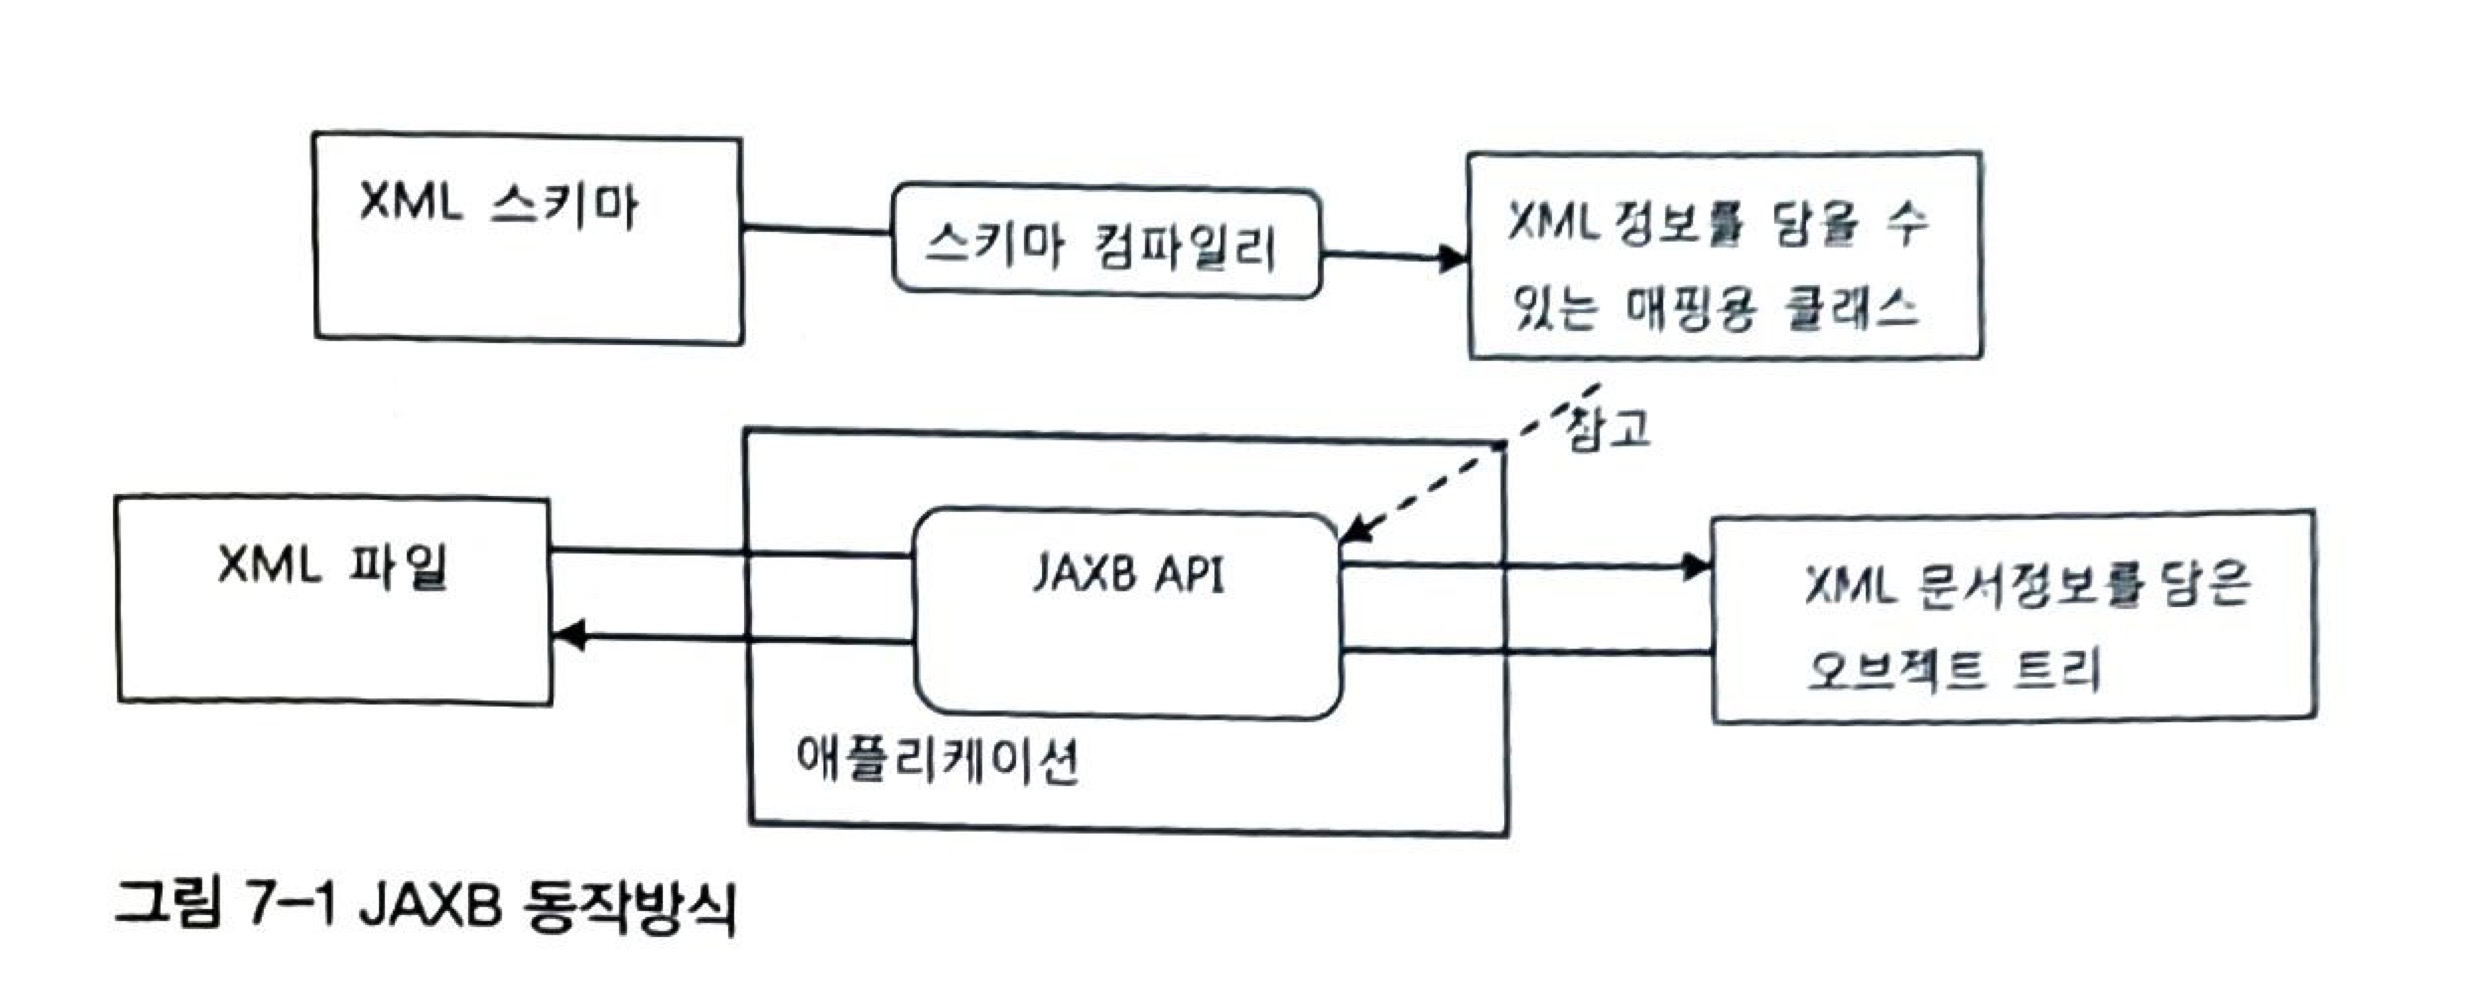 XML 스키마
스키마 컴파일리
XML 정보를 담을 수
있는 매핑용 클래스
참고
XML 파일
JAXB API
XML 문서정보를 담은
오브젝트 트리
애플리케이션
그림 7-1 JAXB 동작방식